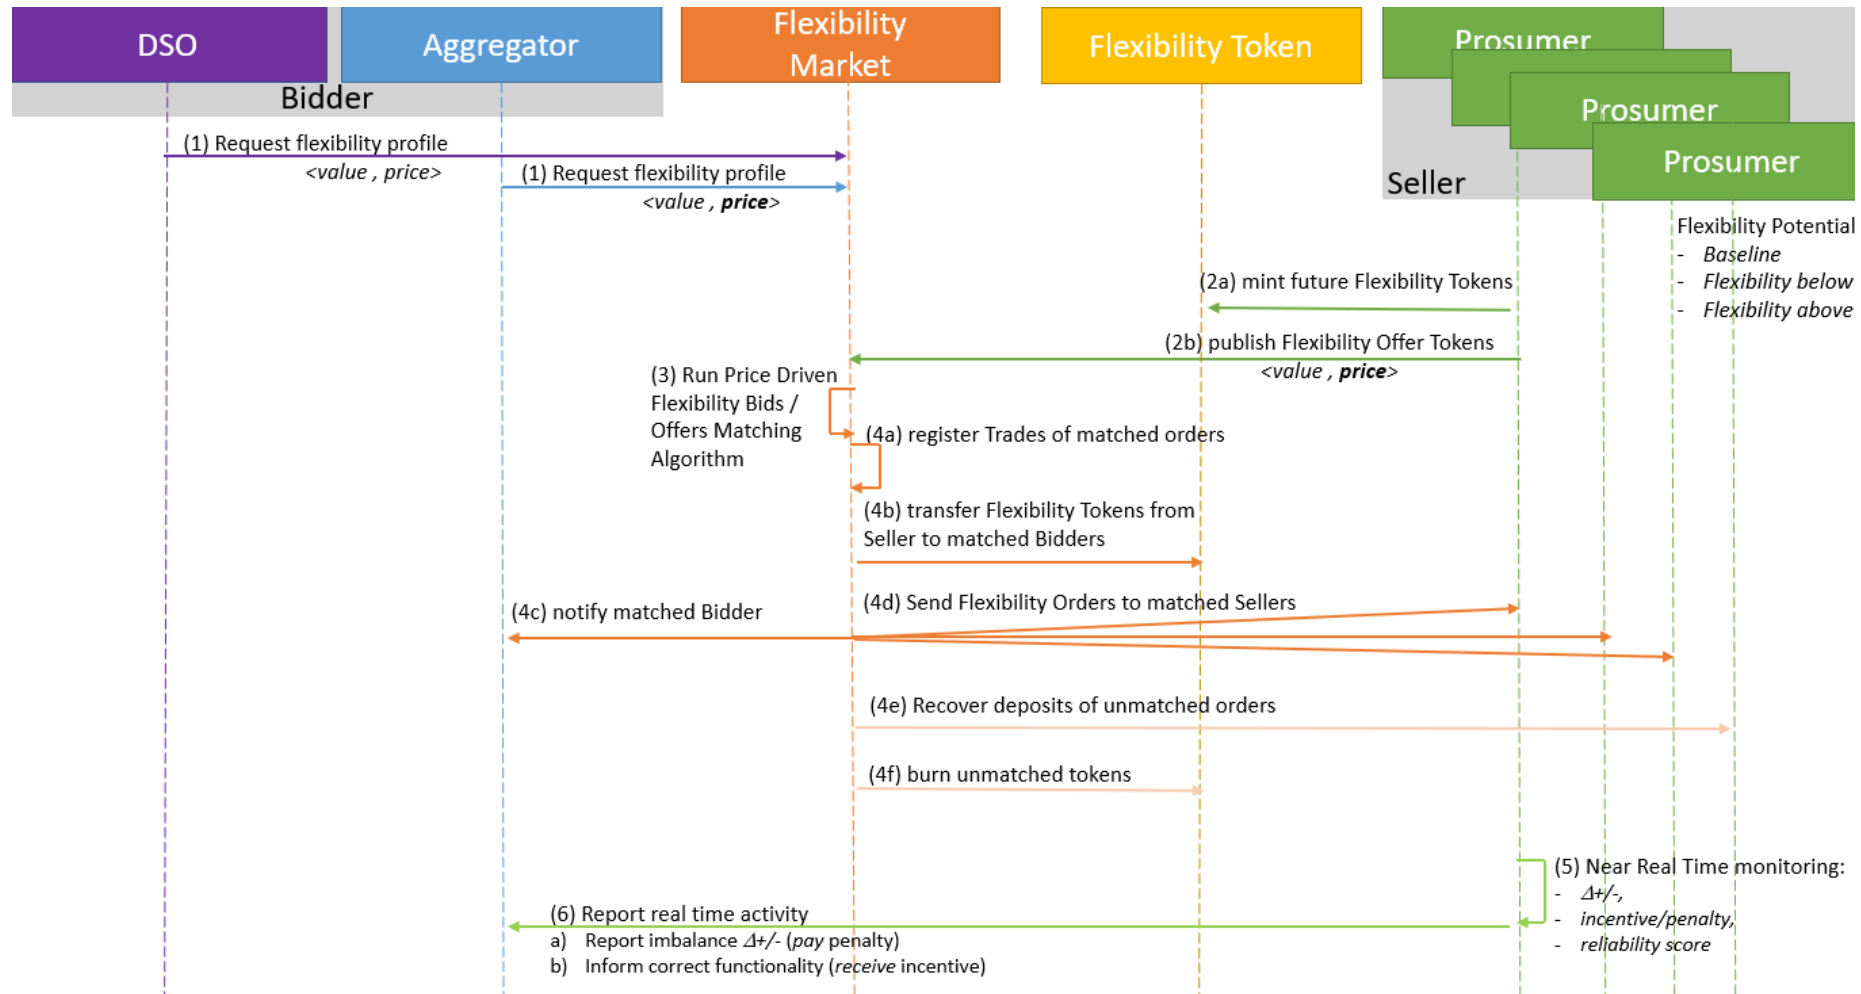 DSO
Aggregator
Flexibility
Market
Flexibility Token
Prosumer
Prosumer
Prosumer
Bidder
Seller
(1) Request flexibility profile
<value , price>
(1) Request flexibility profile
<value , price>
Flexibility Potential
- Baseline
- Flexibility below
- Flexibility above
(2a) mint future Flexibility Tokens
(2b) publish Flexibility Offer Tokens
<value , price>
(3) Run Price Driven
Flexibility Bids /
Offers Matching
Algorithm
(4a) register Trades of matched orders
(4b) transfer Flexibility Tokens from
Seller to matched Bidders
(4c) notify matched Bidder
(4d) Send Flexibility Orders to matched Sellers
(4e) Recover deposits of unmatched orders
(4f) burn unmatched tokens
(5) Near Real Time monitoring:
- Δ+/-,
- incentive/penalty,
- reliability score
(6) Report real time activity
a) Report imbalance Δ+/- (pay penalty)
b) Inform correct functionality (receive incentive)